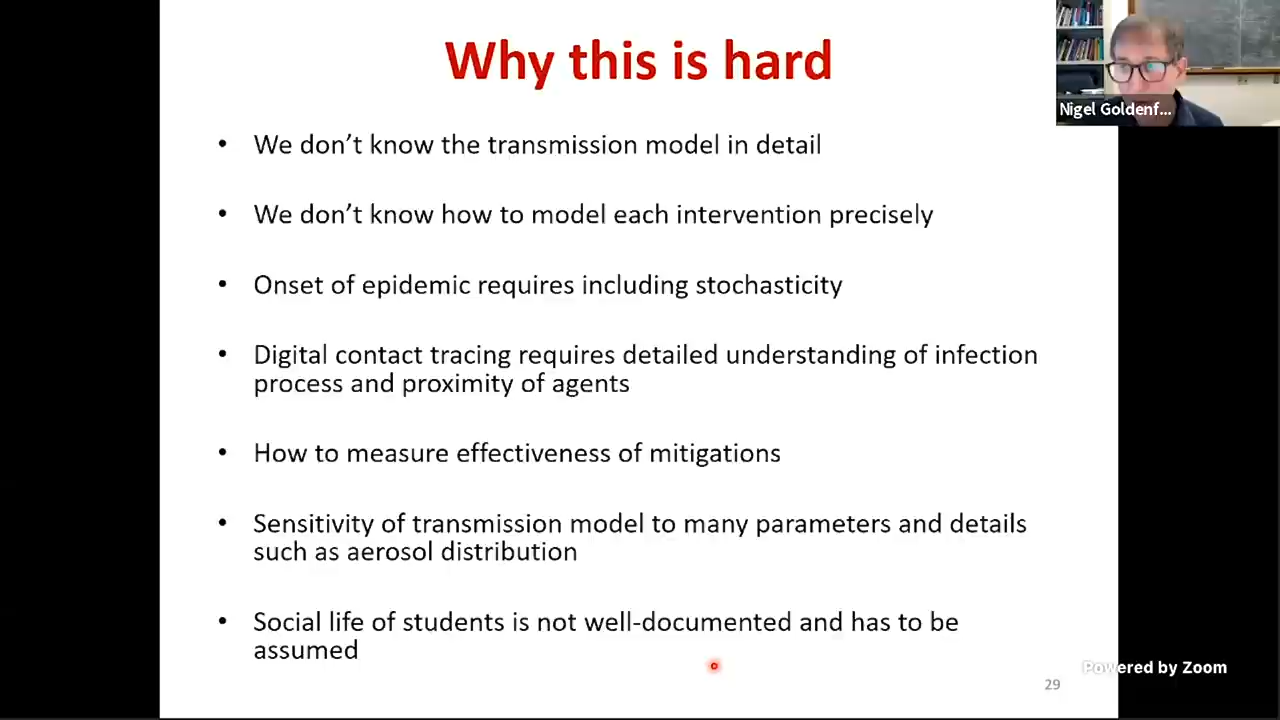 Why this is hard
Nigel Goldenf...
• We don't know the transmission model in detail
• We don't know how to model each intervention precisely
• Onset of epidemic requires including stochasticity
• Digital contact tracing requires detailed understanding of infection
process and proximity of agents
• How to measure effectiveness of mitigations
• Sensitivity of transmission model to many parameters and details
such as aerosol distribution
• Social life of students is not well-documented and has to be
assumed
Powered by Zoom
29